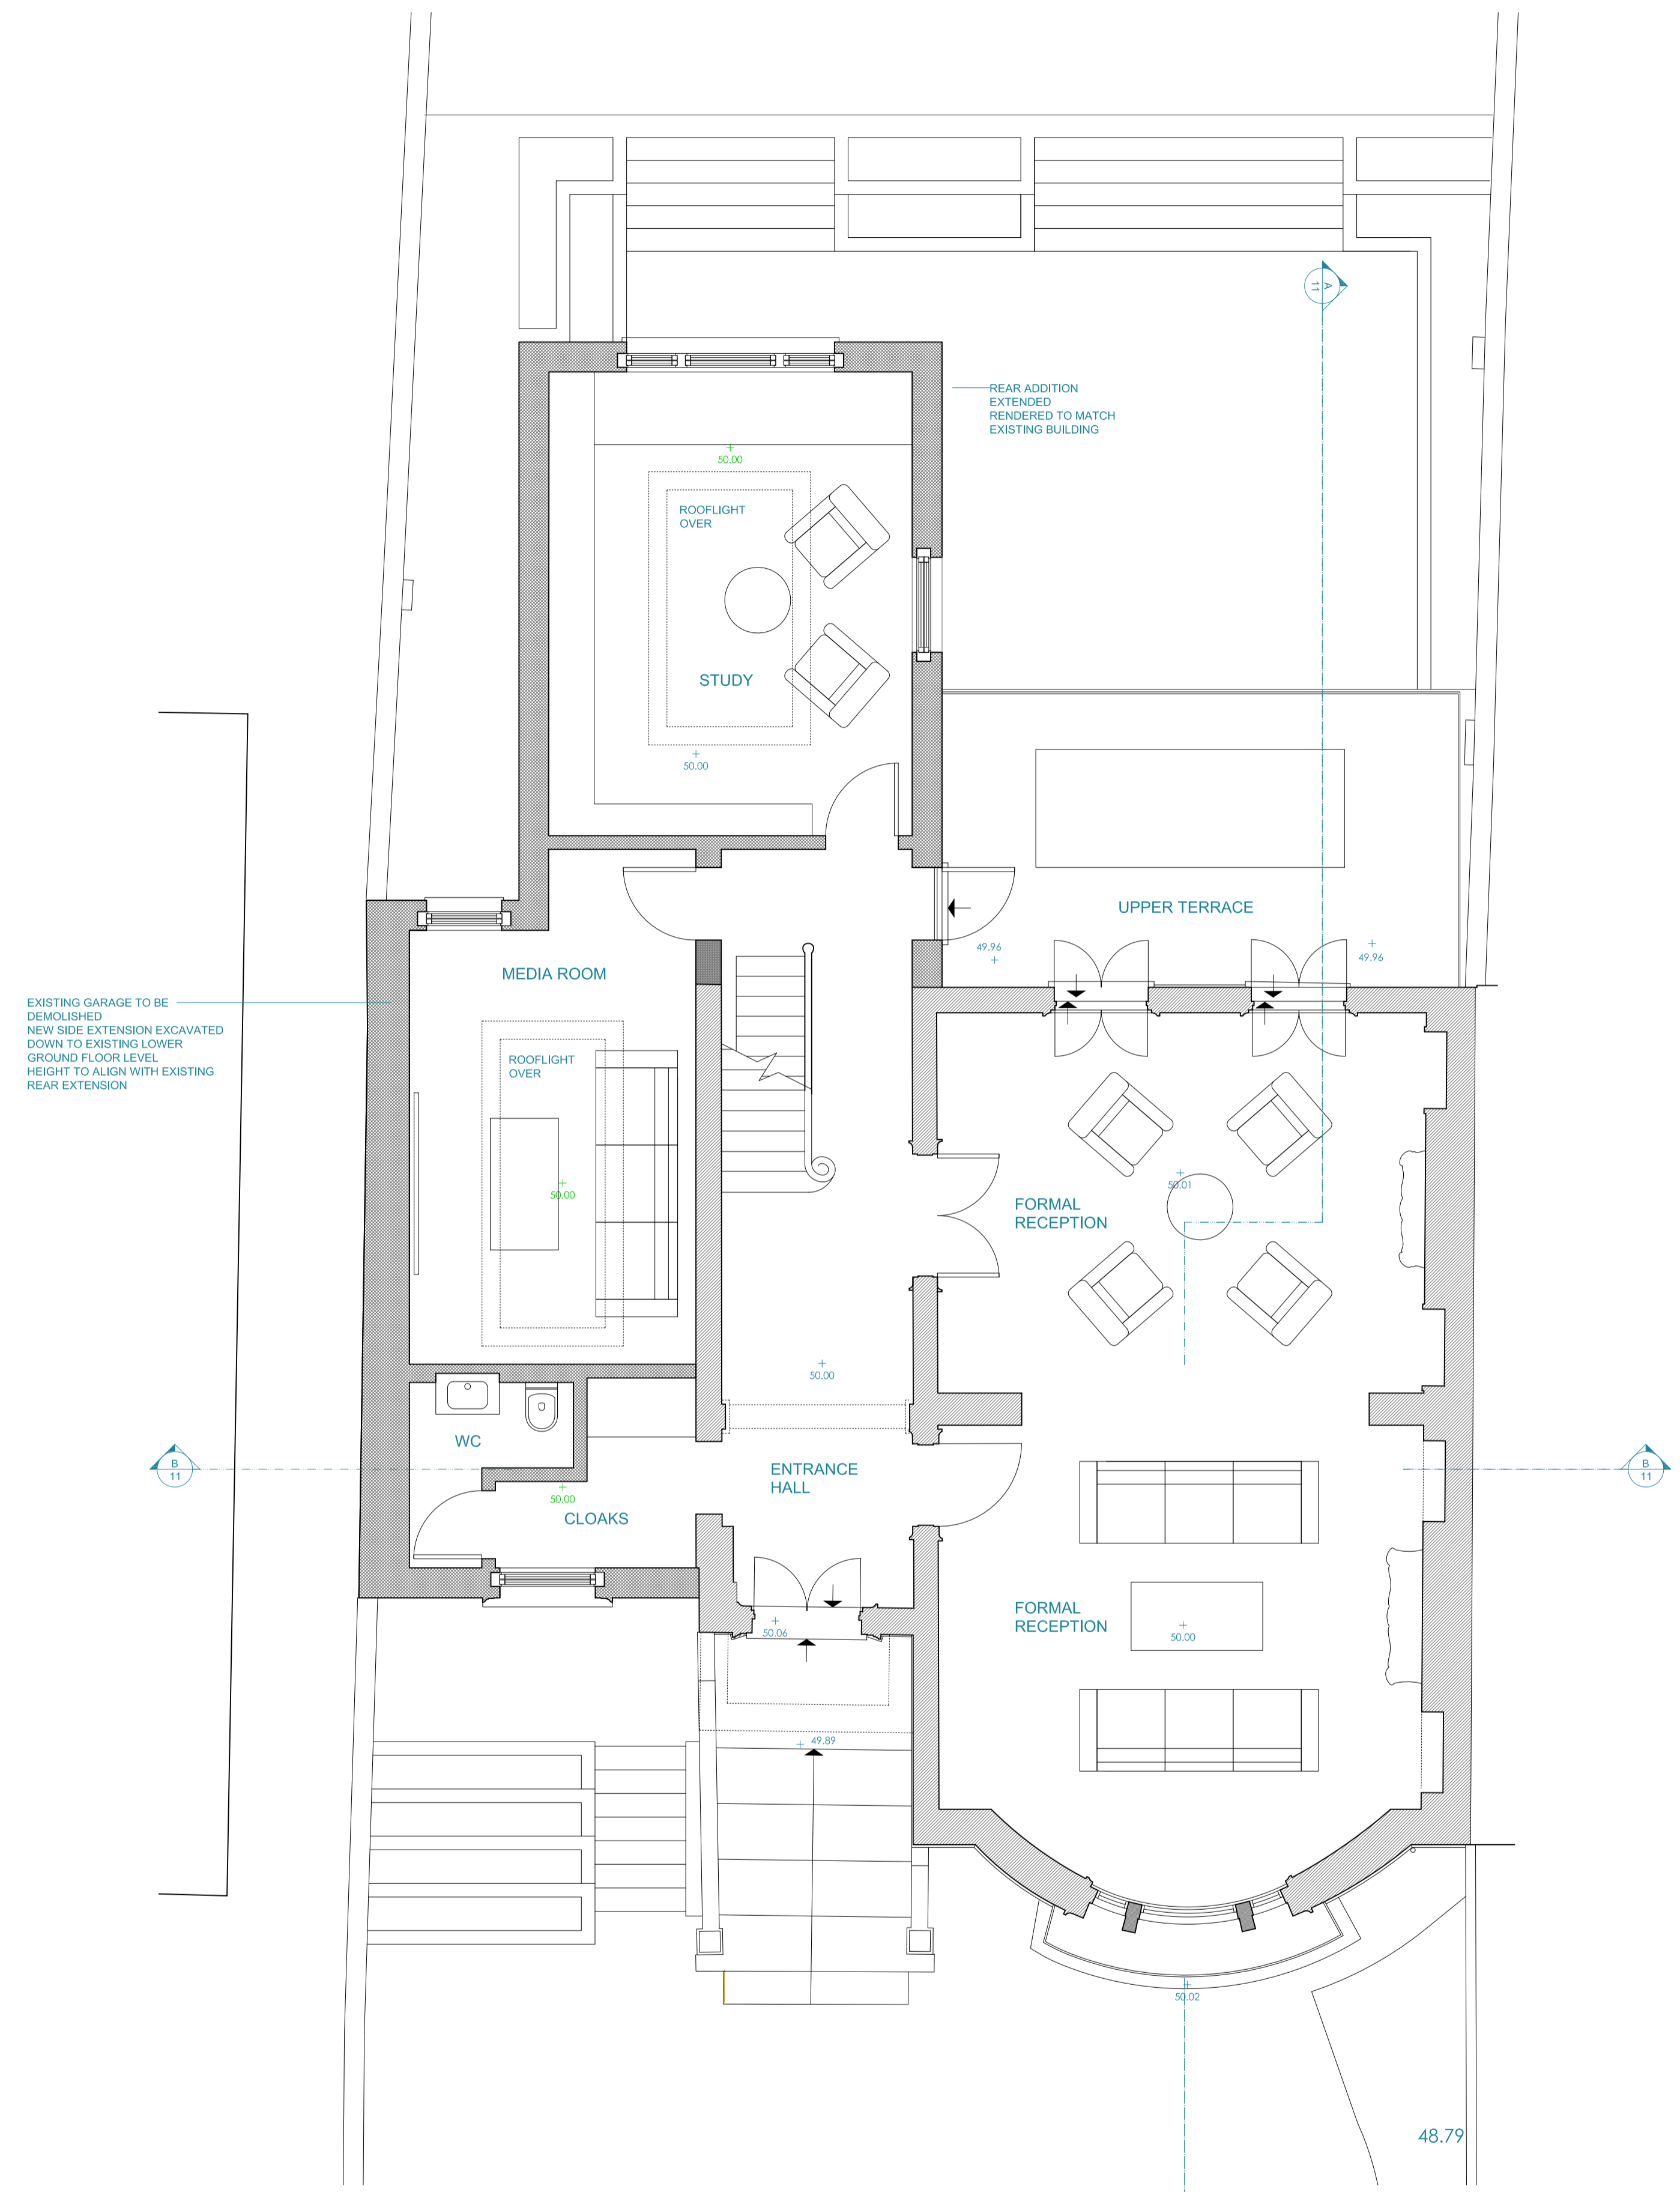 A
11
REAR ADDITION
EXTENDED
RENDERED TO MATCH
EXISTING BUILDING
50.00
ROOFLIGHT
OVER
STUDY
50.00
UPPER TERRACE
49.96
49.96
MEDIA ROOM
EXISTING GARAGE TO BE
DEMOLISHED
NEW SIDE EXTENSION EXCAVATED
DOWN TO EXISTING LOWER
GROUND FLOOR LEVEL
HEIGHT TO ALIGN WITH EXISTING
REAR EXTENSION
ROOFLIGHT
OVER
50.00
50.01
FORMAL
RECEPTION
50.00
WC
B
11
ENTRANCE
HALL
B
11
50.00
CLOAKS
FORMAL
RECEPTION
50.06
50.00
49.89
50.02
48.79